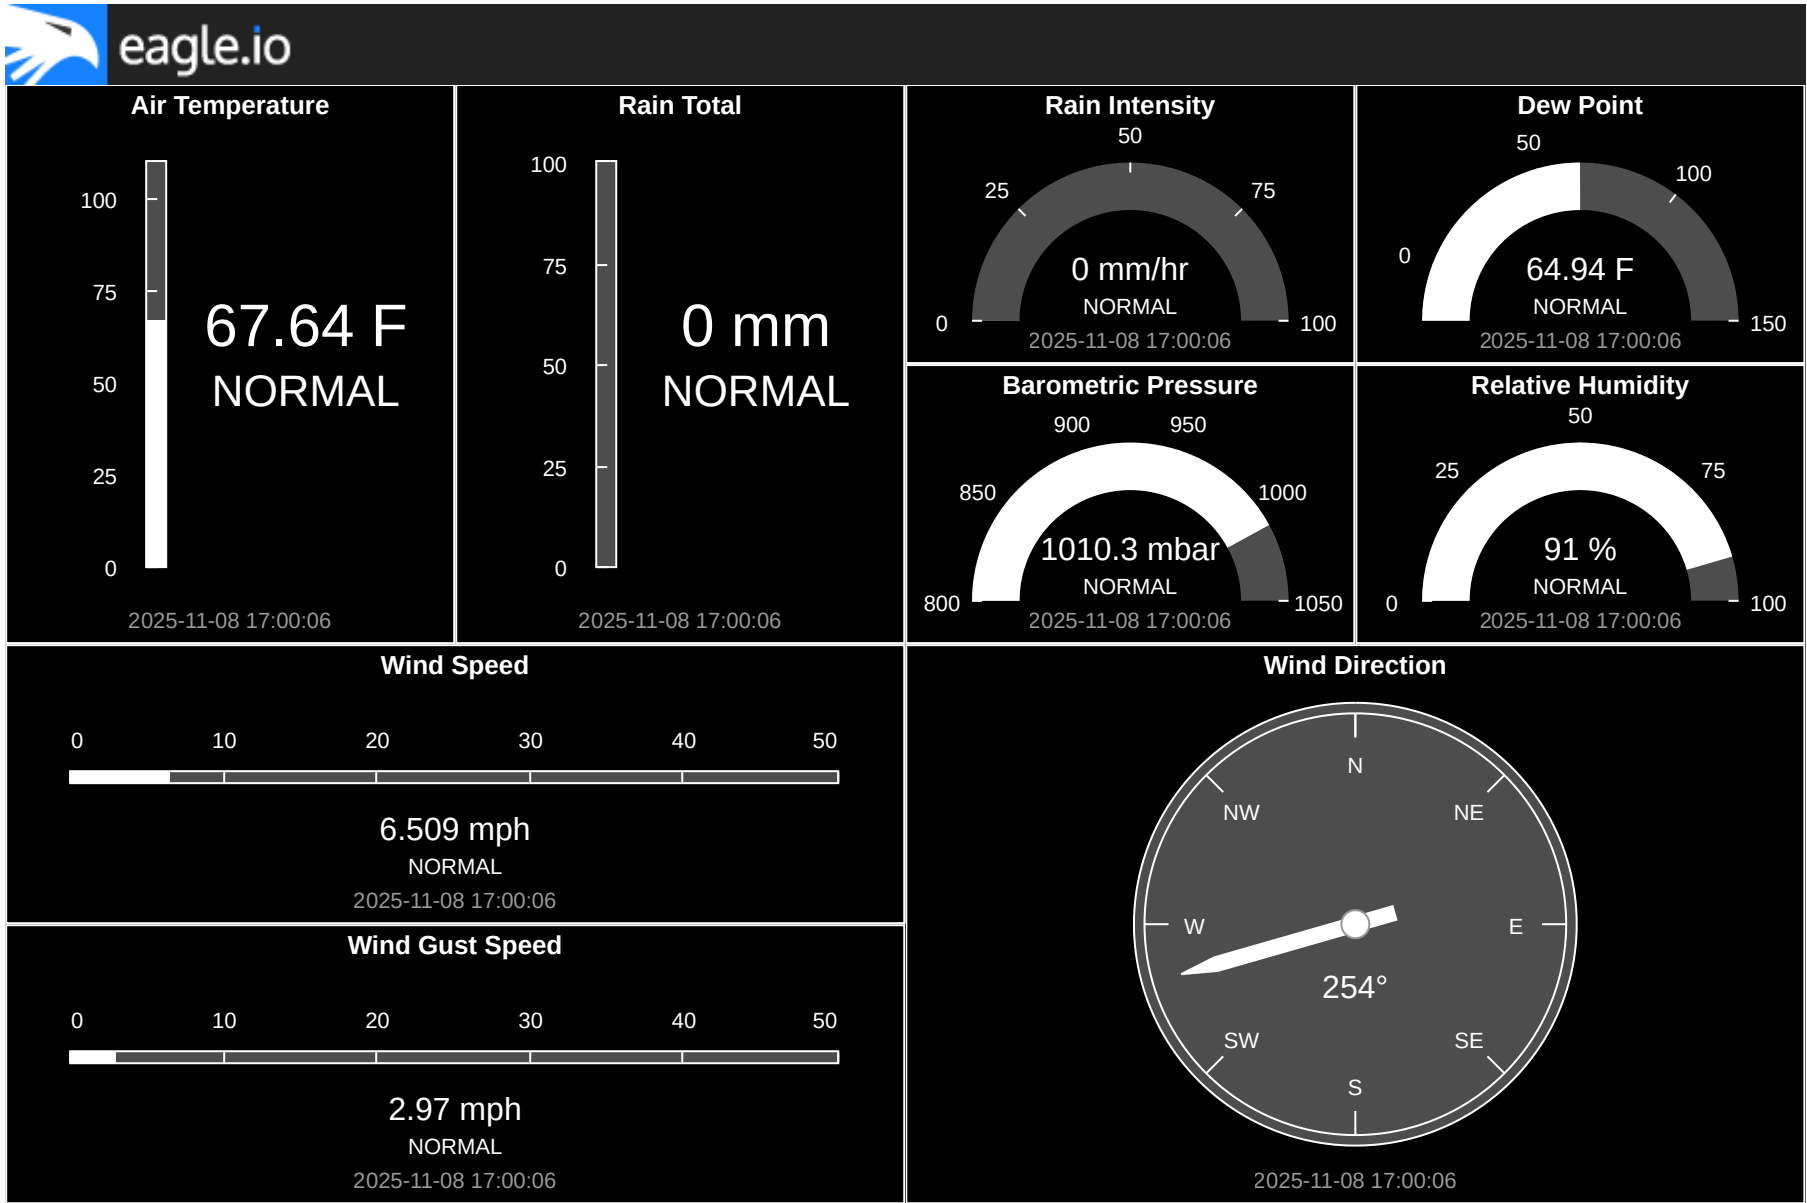 eagle.io
Air Temperature
100
75
50
25
0
67.64 F
NORMAL
2025-11-08 17:00:06
Rain Total
100
75
50
25
0
0 mm
NORMAL
2025-11-08 17:00:06
Rain Intensity
0
25
50
75
100
0 mm/hr
NORMAL
2025-11-08 17:00:06
Dew Point
0
50
100
150
64.94 F
NORMAL
2025-11-08 17:00:06
Barometric Pressure
800
850
900
950
1000
1050
1010.3 mbar
NORMAL
2025-11-08 17:00:06
Relative Humidity
0
25
50
75
100
91 %
NORMAL
2025-11-08 17:00:06
Wind Speed
0 10 20 30 40 50
6.509 mph
NORMAL
2025-11-08 17:00:06
Wind Gust Speed
0 10 20 30 40 50
2.97 mph
NORMAL
2025-11-08 17:00:06
Wind Direction
N
NW NE
W E
254°
SW SE
S
2025-11-08 17:00:06